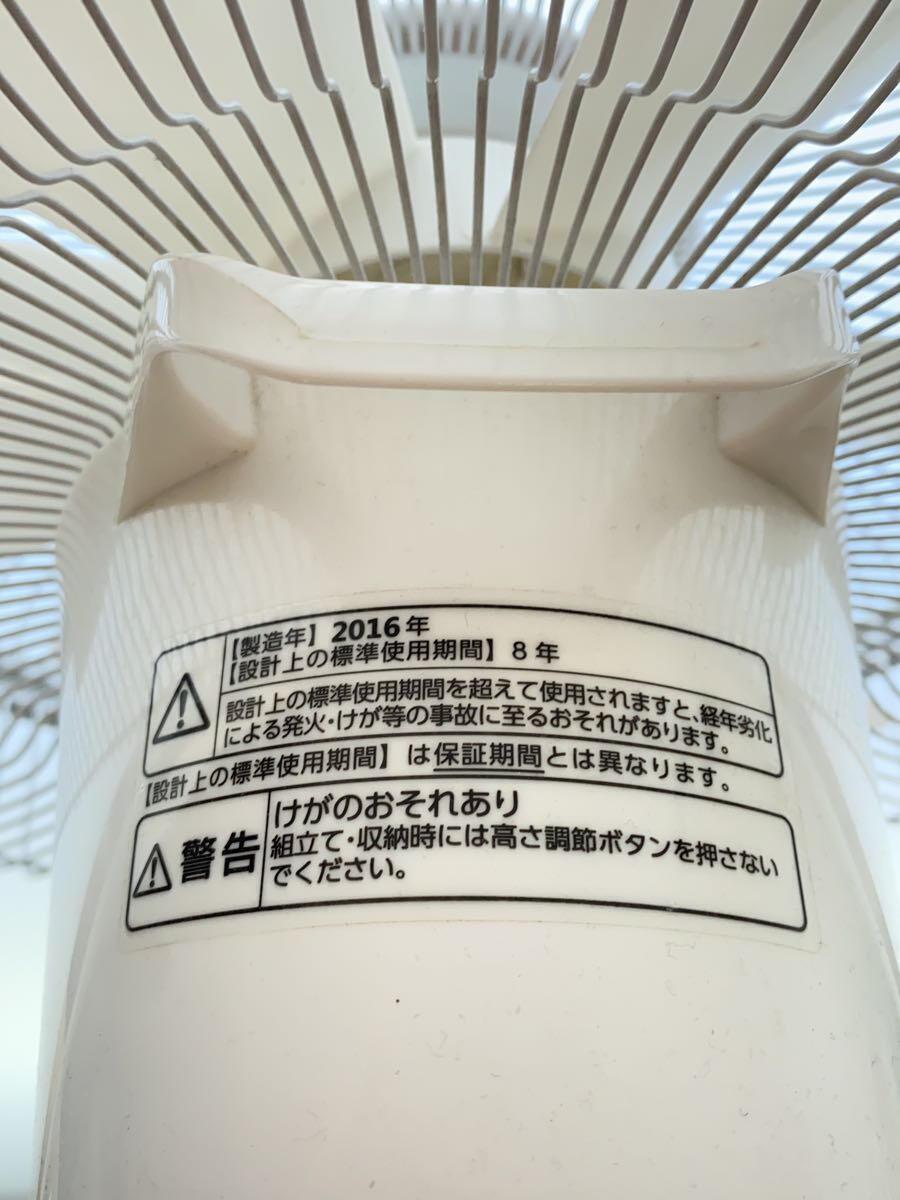 【製造年】 2016年
【設計上の標準使用期間】 8年
設計上の標準使用期間を超えて使用されますと、経年劣化
による発火・けが等の事故に至るおそれがあります。
【設計上の標準使用期間】は保証期間とは異なります。
警告
けがのおそれあり
組立て・収納時には高さ調節ボタンを押さない
でください。